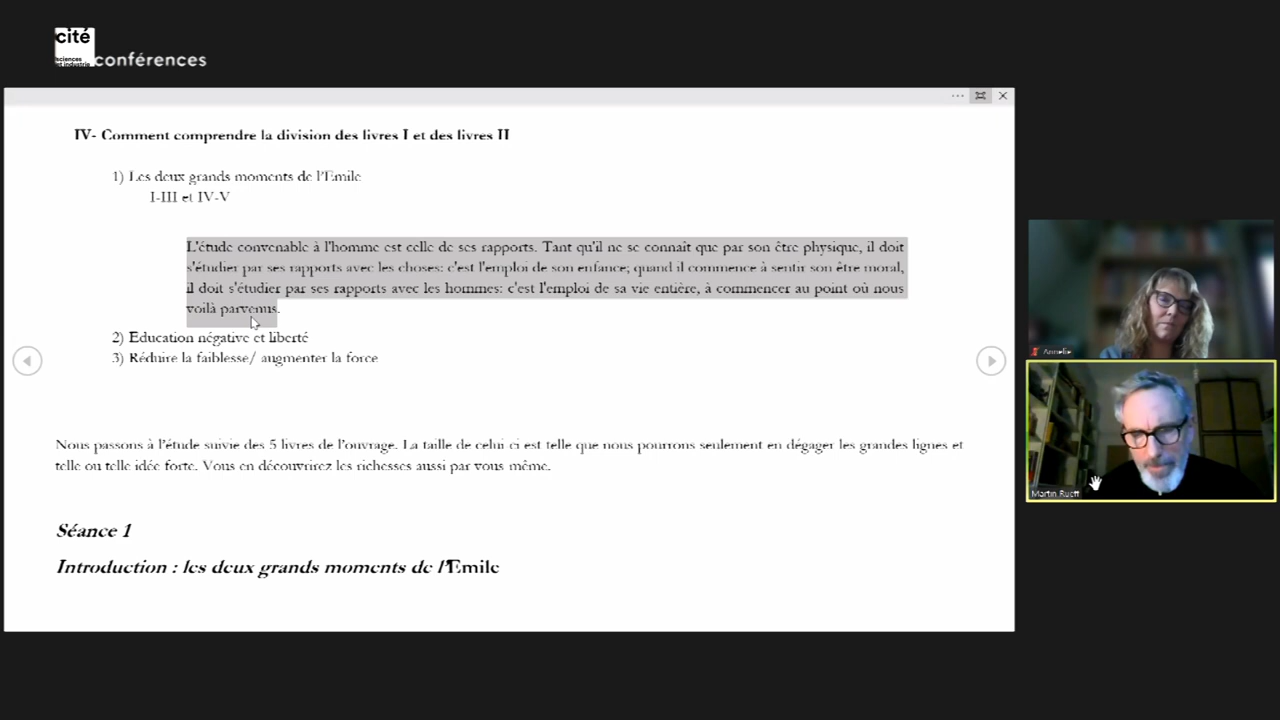 cité
sciences
et industrie
conférences
IV- Comment comprendre la division des livres I et des livres II
1) Les deux grands moments de l'Emile
I-III et IV-V
L'étude convenable à l'homme est celle de ses rapports. Tant qu'il ne se connaît que par son être physique, il doit
s'étudier par ses rapports avec les choses: c'est l'emploi de son enfance; quand il commence à sentir son être moral,
il doit s'étudier par ses rapports avec les hommes: c'est l'emploi de sa vie entière, à commencer au point où nous
voilà parvenus.
2) Education négative et liberté
3) Réduire la faiblesse/ augmenter la force
Nous passons à l'étude suivie des 5 livres de l'ouvrage. La taille de celui ci est telle que nous pourrons seulement en dégager les grandes lignes et
telle ou telle idée forte. Vous en découvrirez les richesses aussi par vous même.
Séance 1
Introduction : les deux grands moments de l'Emile
Annelie
Martin Rueff